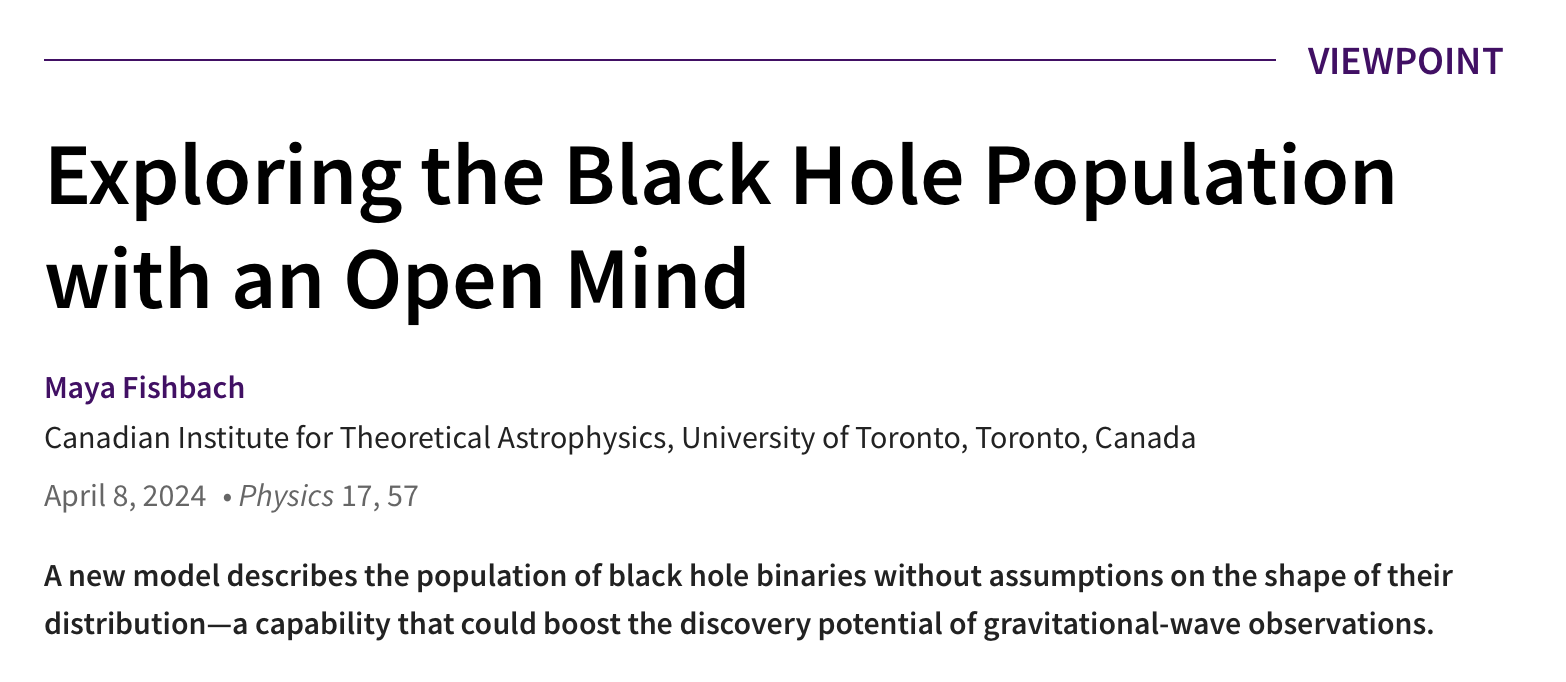 VIEWPOINT
Exploring the Black Hole Population
with an Open Mind
Maya Fishbach
Canadian Institute for Theoretical Astrophysics, University of Toronto, Toronto, Canada
April 8, 2024 • Physics 17, 57
A new model describes the population of black hole binaries without assumptions on the shape of their
distribution—a capability that could boost the discovery potential of gravitational-wave observations.